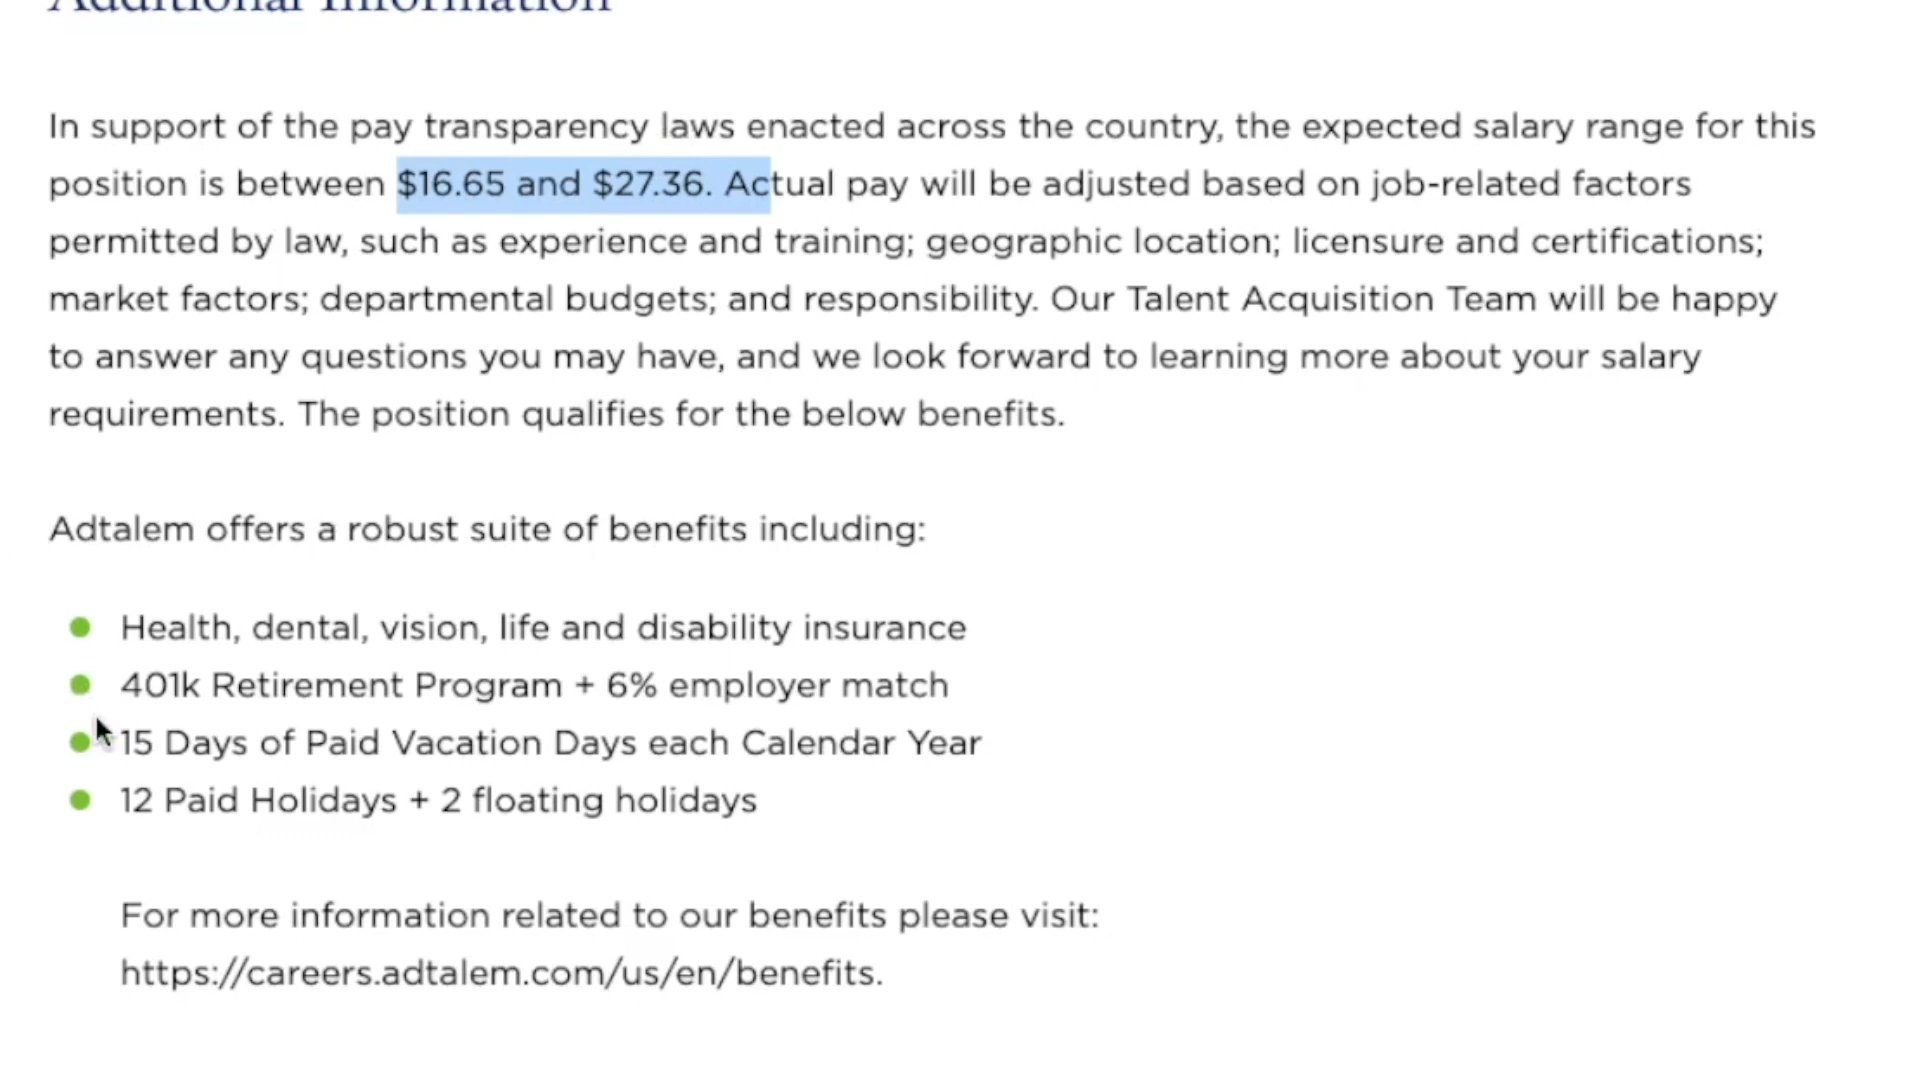 Additional Information
In support of the pay transparency laws enacted across the country, the expected salary range for this
position is between $16.65 and $27.36. Actual pay will be adjusted based on job-related factors
permitted by law, such as experience and training; geographic location; licensure and certifications;
market factors; departmental budgets; and responsibility. Our Talent Acquisition Team will be happy
to answer any questions you may have, and we look forward to learning more about your salary
requirements. The position qualifies for the below benefits.
Adtalem offers a robust suite of benefits including:
Health, dental, vision, life and disability insurance
401k Retirement Program + 6% employer match
15 Days of Paid Vacation Days each Calendar Year
12 Paid Holidays + 2 floating holidays
For more information related to our benefits please visit:
https://careers.adtalem.com/us/en/benefits.